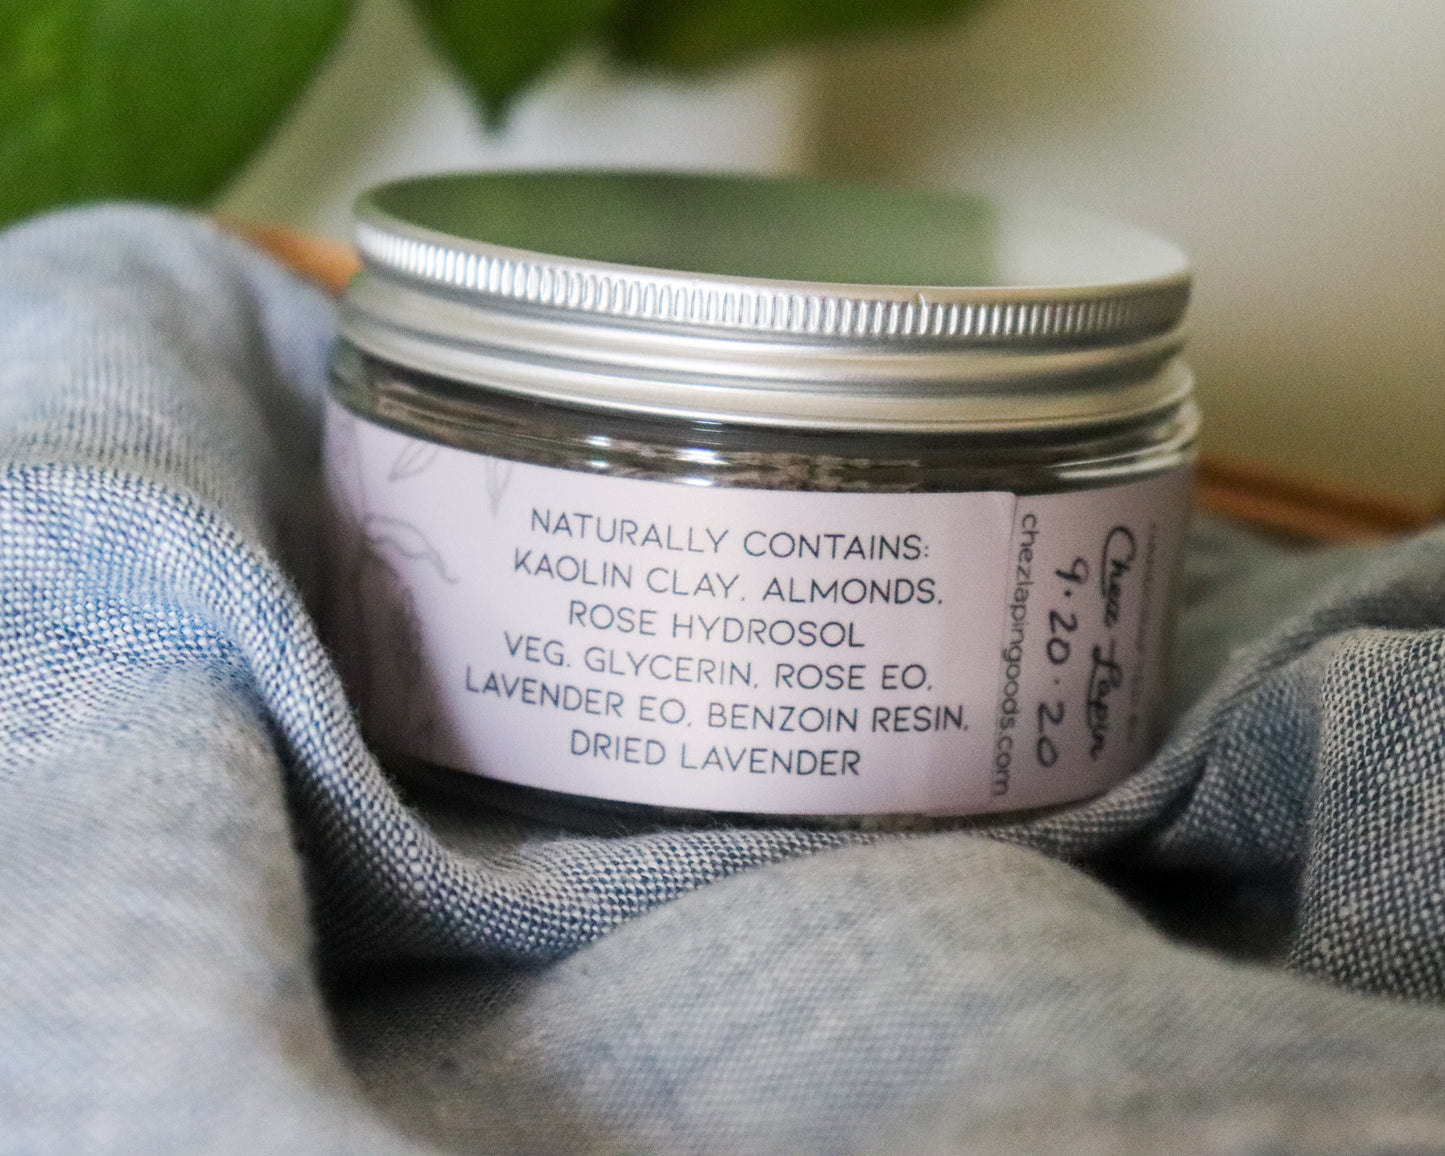 NATURALLY CONTAINS:
KAOLIN CLAY, ALMONDS,
ROSE HYDROSOL
VEG. GLYCERIN, ROSE EO,
LAVENDER EO, BENZOIN RESIN,
DRIED LAVENDER
Chez Lapin
9.20.20
chezlapingoods.com